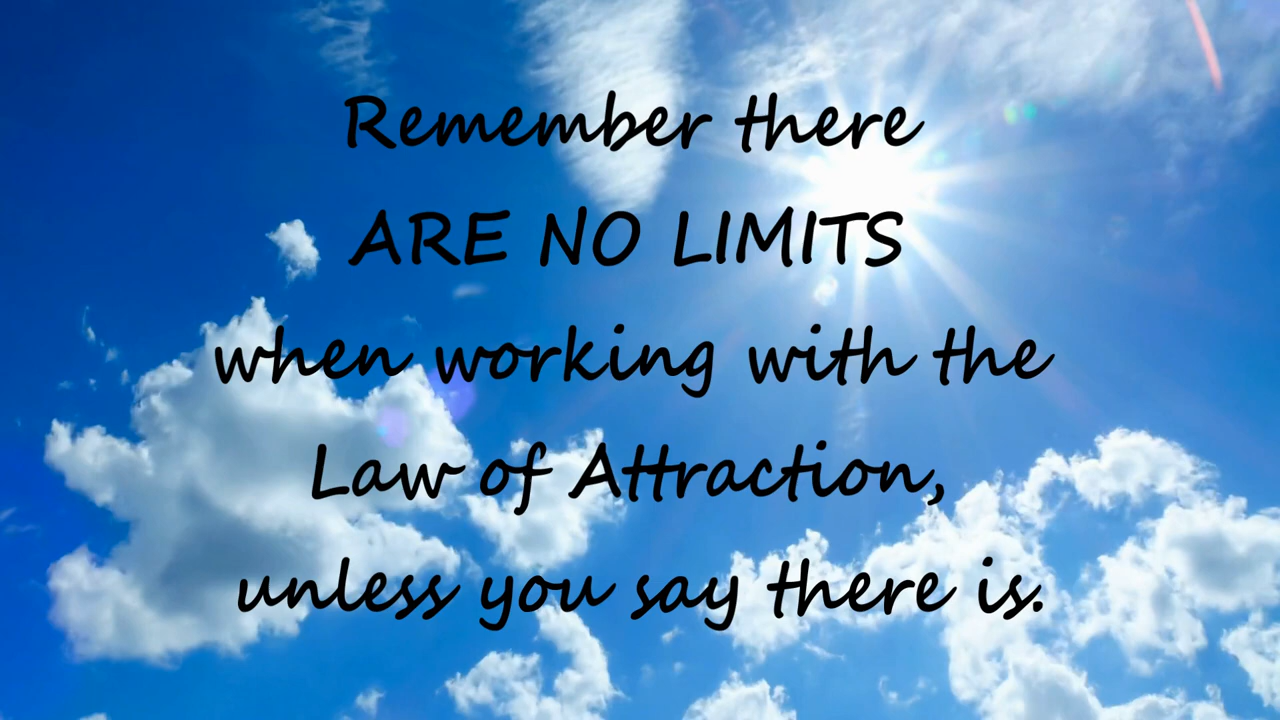 Remember there
ARE NO LIMITS
when working with the
Law of Attraction,
unless you say there is.